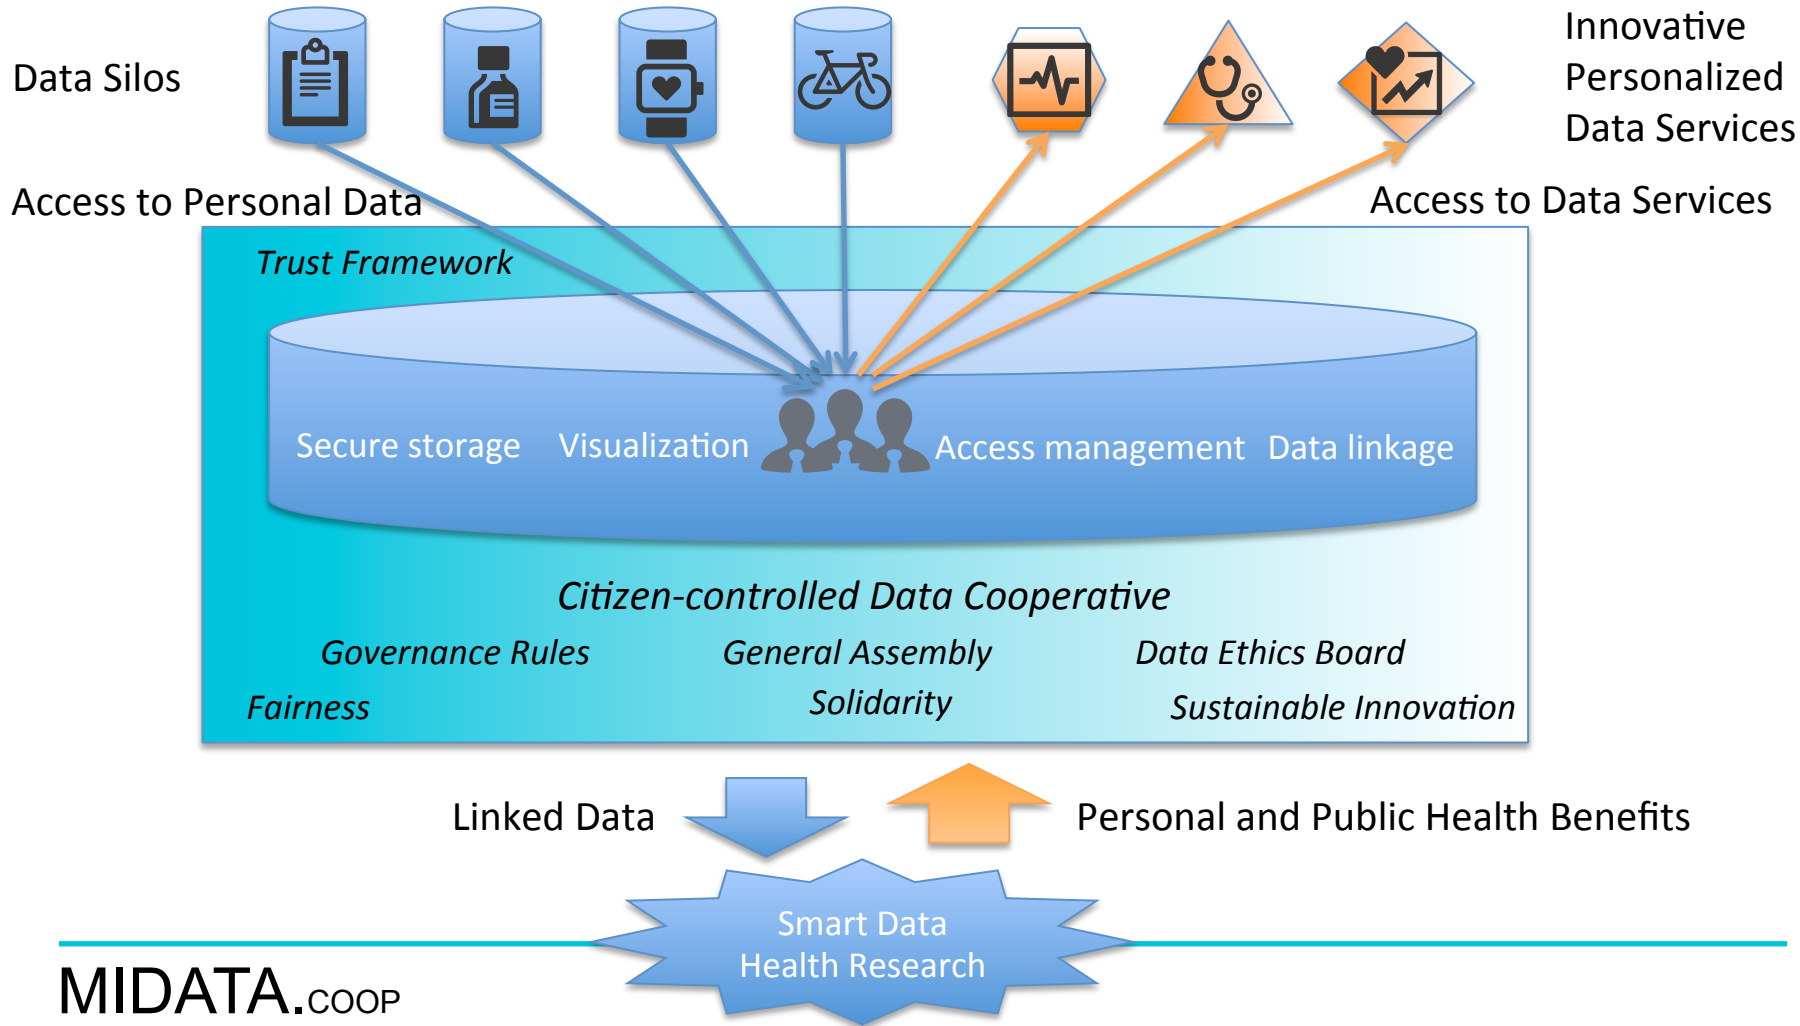 Data Silos
Innovative
Personalized
Data Services
Access to Personal Data
Access to Data Services
Trust Framework
Secure storage
Visualization
Access management
Data linkage
Citizen-controlled Data Cooperative
Governance Rules
General Assembly
Data Ethics Board
Fairness
Solidarity
Sustainable Innovation
Linked Data
Personal and Public Health Benefits
Smart Data
Health Research
MIDATA.COOP